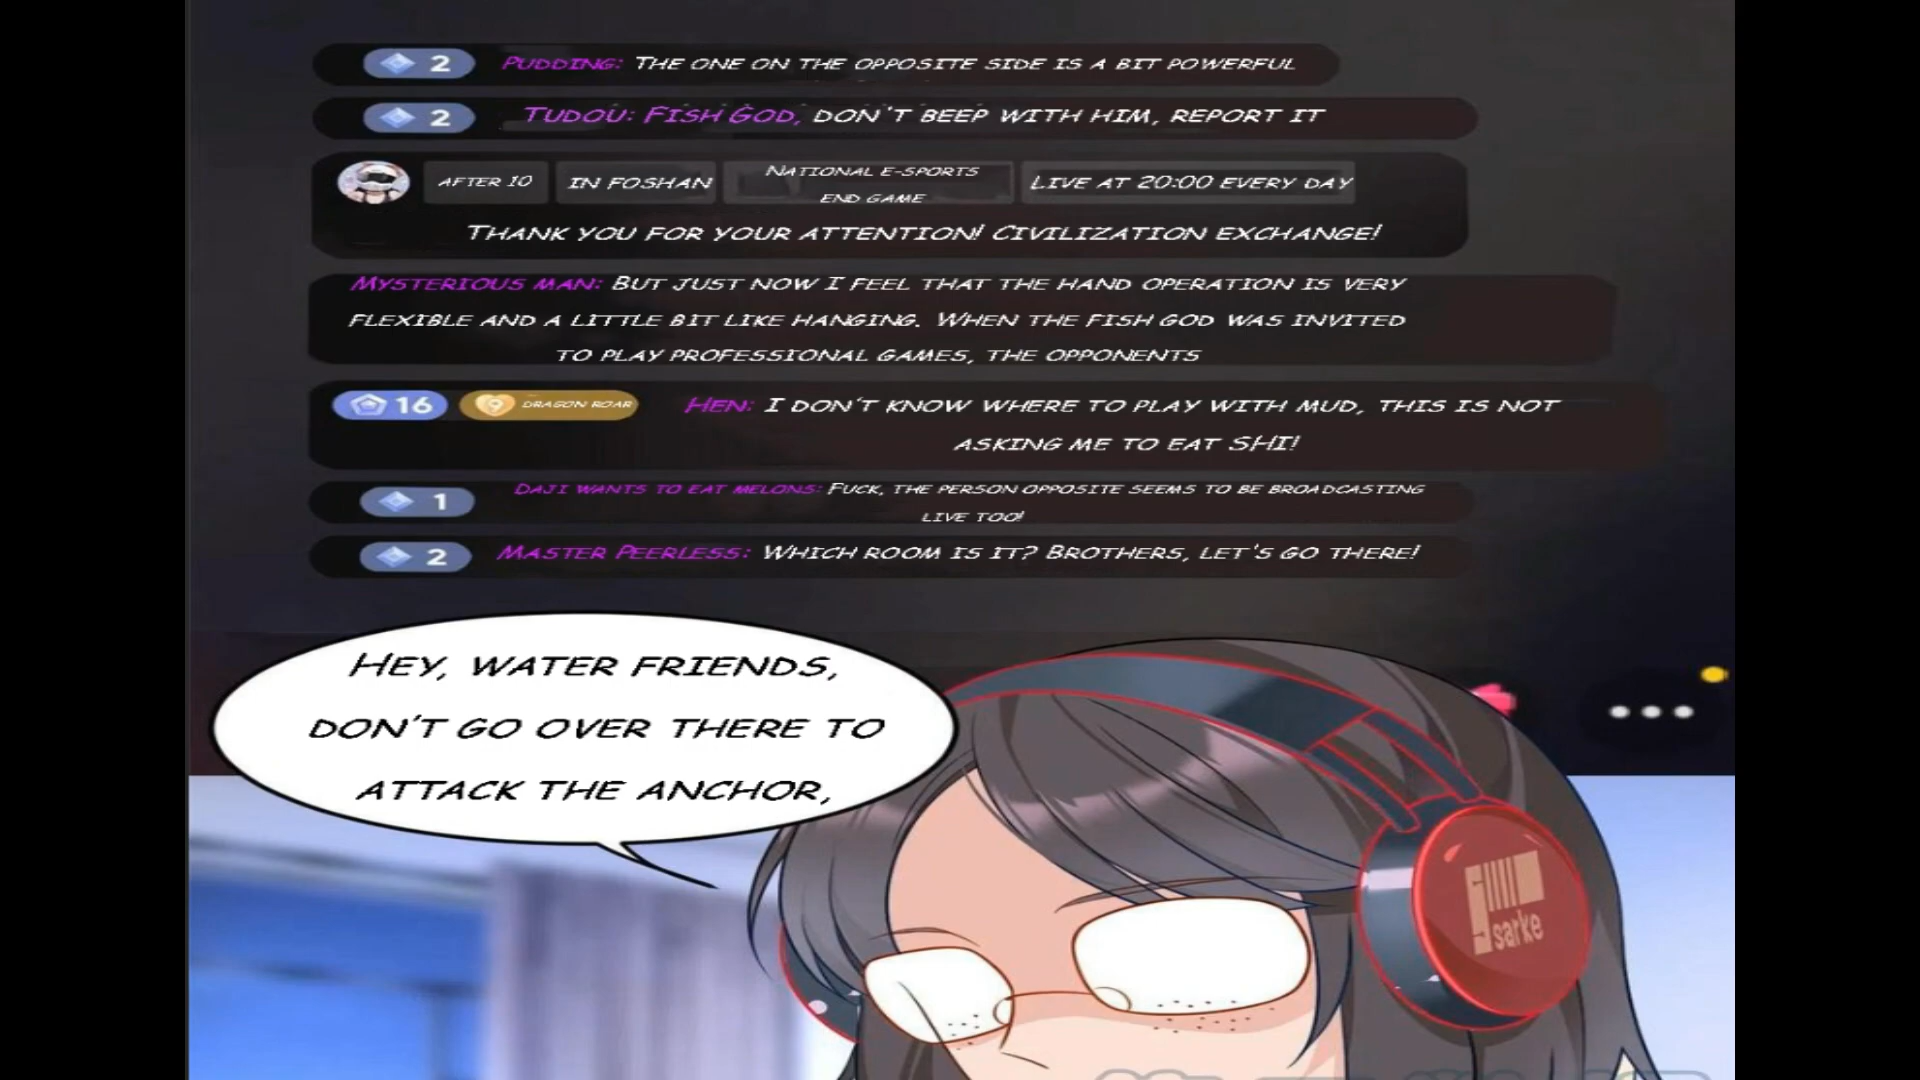 2 PUDDING: THE ONE ON THE OPPOSITE SIDE IS A BIT POWERFUL
2 TUDOU: FISH GOD, DON'T BEEP WITH HIM, REPORT IT
AFTER 10 IN FOSHAN NATIONAL E-SPORTS LIVE AT 20:00 EVERY DAY
END GAME
THANK YOU FOR YOUR ATTENTION! CIVILIZATION EXCHANGE!
MYSTERIOUS MAN: BUT JUST NOW I FEEL THAT THE HAND OPERATION IS VERY
FLEXIBLE AND A LITTLE BIT LIKE HANGING. WHEN THE FISH GOD WAS INVITED
TO PLAY PROFESSIONAL GAMES, THE OPPONENTS
16 9 DRAGON ROAR HEN: I DON'T KNOW WHERE TO PLAY WITH MUD, THIS IS NOT
ASKING ME TO EAT SHI!
1 DAJI WANTS TO EAT MELONS: FUCK, THE PERSON OPPOSITE SEEMS TO BE BROADCASTING
LIVE TOO!
2 MASTER PEERLESS: WHICH ROOM IS IT? BROTHERS, LET'S GO THERE!
HEY, WATER FRIENDS,
DON'T GO OVER THERE TO
ATTACK THE ANCHOR,
sarke